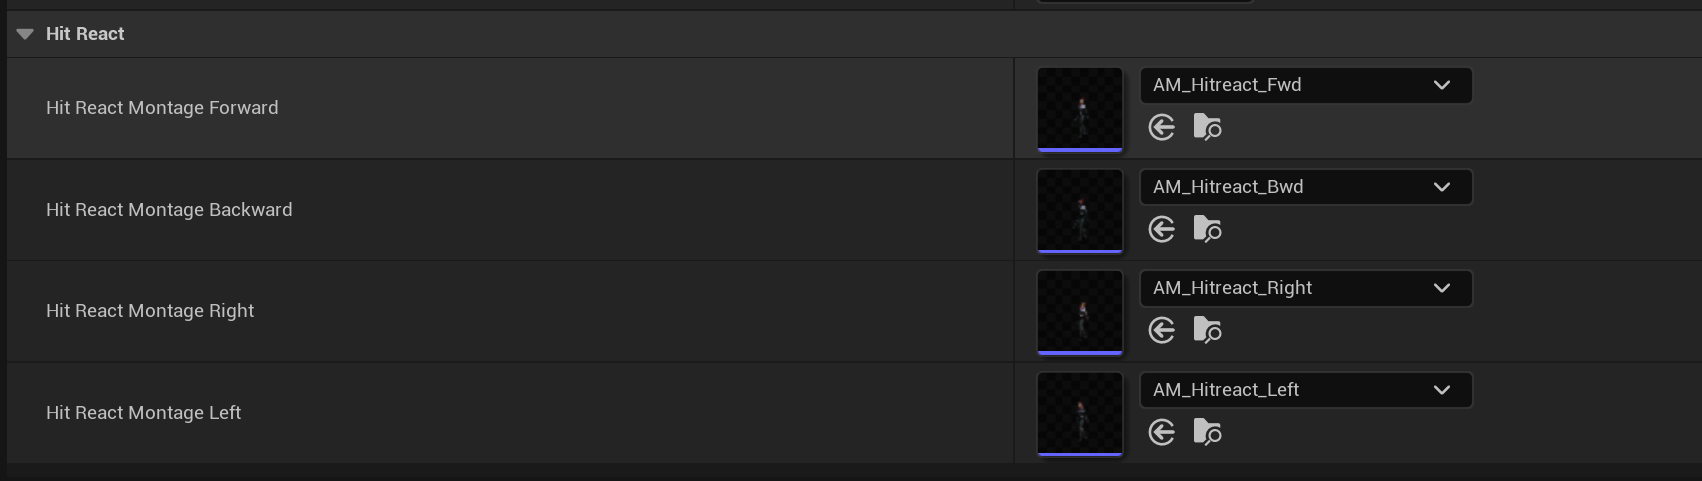 Hit React
Hit React Montage Forward
AM_Hitreact_Fwd
Hit React Montage Backward
AM_Hitreact_Bwd
Hit React Montage Right
AM_Hitreact_Right
Hit React Montage Left
AM_Hitreact_Left